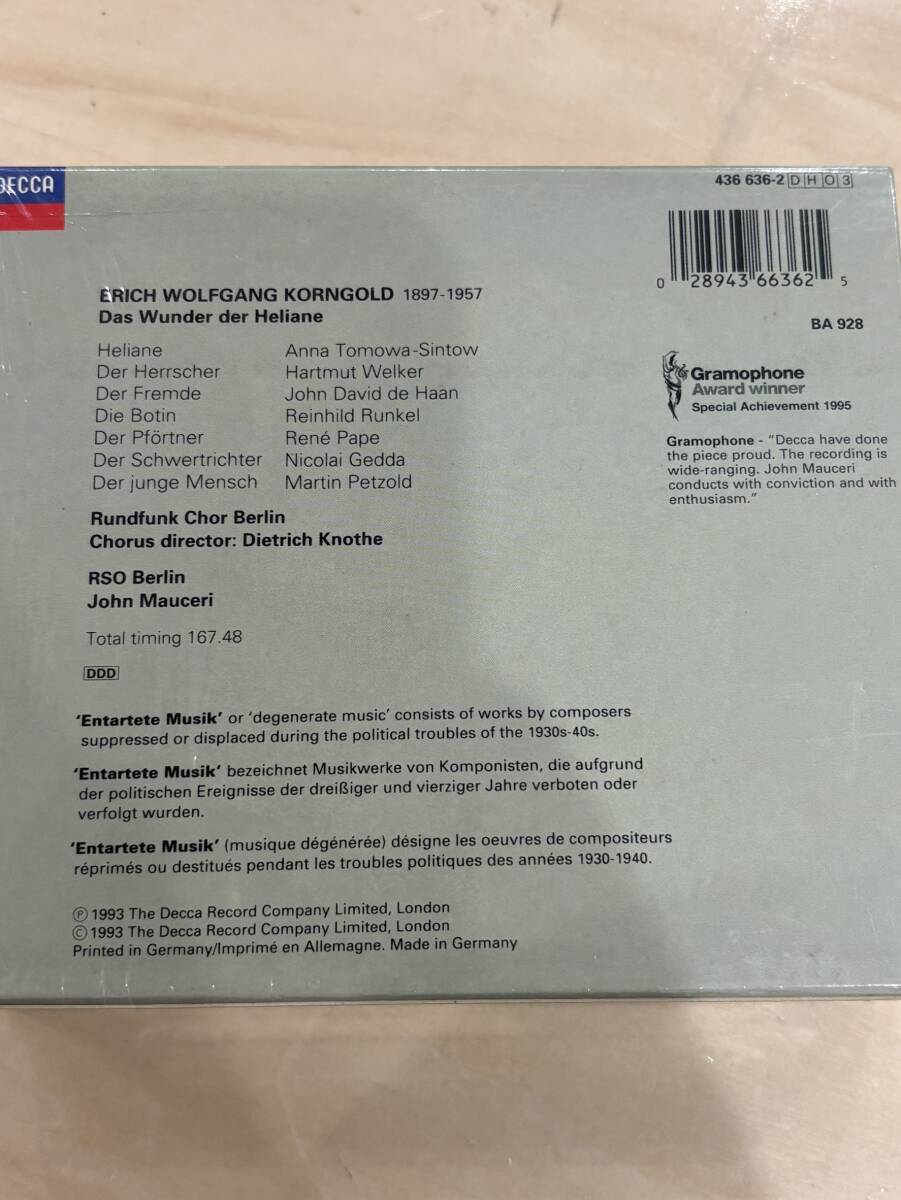 DECCA
436 636-2 D H O 3
0 28943 66362 5
BA 928
ERICH WOLFGANG KORNGOLD 1897-1957
Das Wunder der Heliane
Heliane Anna Tomowa-Sintow
Der Herrscher Hartmut Welker
Der Fremde John David de Haan
Die Botin Reinhild Runkel
Der Pförtner René Pape
Der Schwertrichter Nicolai Gedda
Der junge Mensch Martin Petzold
Rundfunk Chor Berlin
Chorus director: Dietrich Knothe
RSO Berlin
John Mauceri
Total timing 167.48
DDD
Gramophone
Award winner
Special Achievement 1995
Gramophone - “Decca have done
the piece proud. The recording is
wide-ranging. John Mauceri
conducts with conviction and with
enthusiasm.”
‘Entartete Musik’ or ‘degenerate music’ consists of works by composers
suppressed or displaced during the political troubles of the 1930s-40s.
‘Entartete Musik’ bezeichnet Musikwerke von Komponisten, die aufgrund
der politischen Ereignisse der dreißiger und vierziger Jahre verboten oder
verfolgt wurden.
‘Entartete Musik’ (musique dégénérée) désigne les oeuvres de compositeurs
réprimés ou destitués pendant les troubles politiques des années 1930-1940.
Ⓟ 1993 The Decca Record Company Limited, London
© 1993 The Decca Record Company Limited, London
Printed in Germany/Imprimé en Allemagne. Made in Germany